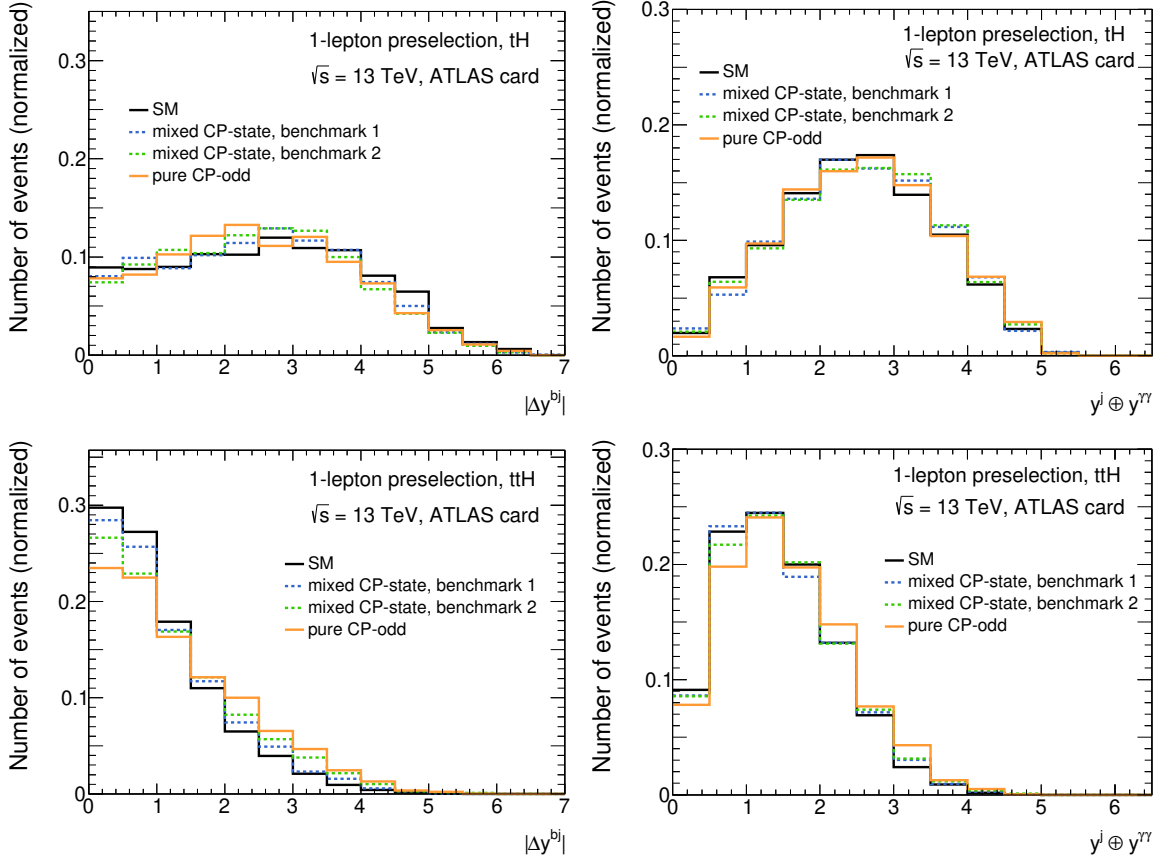 Number of events (normalized)
1-lepton preselection, tH
√s = 13 TeV, ATLAS card
SM
mixed CP-state, benchmark 1
mixed CP-state, benchmark 2
pure CP-odd
0.3
0.2
0.1
0
0 1 2 3 4 5 6 7
|Δy^{bj}|
Number of events (normalized)
1-lepton preselection, tH
√s = 13 TeV, ATLAS card
SM
mixed CP-state, benchmark 1
mixed CP-state, benchmark 2
pure CP-odd
0.3
0.2
0.1
0
0 1 2 3 4 5 6
y^j ⊕ y^{γγ}
Number of events (normalized)
1-lepton preselection, ttH
√s = 13 TeV, ATLAS card
SM
mixed CP-state, benchmark 1
mixed CP-state, benchmark 2
pure CP-odd
0.3
0.2
0.1
0
0 1 2 3 4 5 6 7
|Δy^{bj}|
Number of events (normalized)
1-lepton preselection, ttH
√s = 13 TeV, ATLAS card
SM
mixed CP-state, benchmark 1
mixed CP-state, benchmark 2
pure CP-odd
0.3
0.2
0.1
0
0 1 2 3 4 5 6
y^j ⊕ y^{γγ}